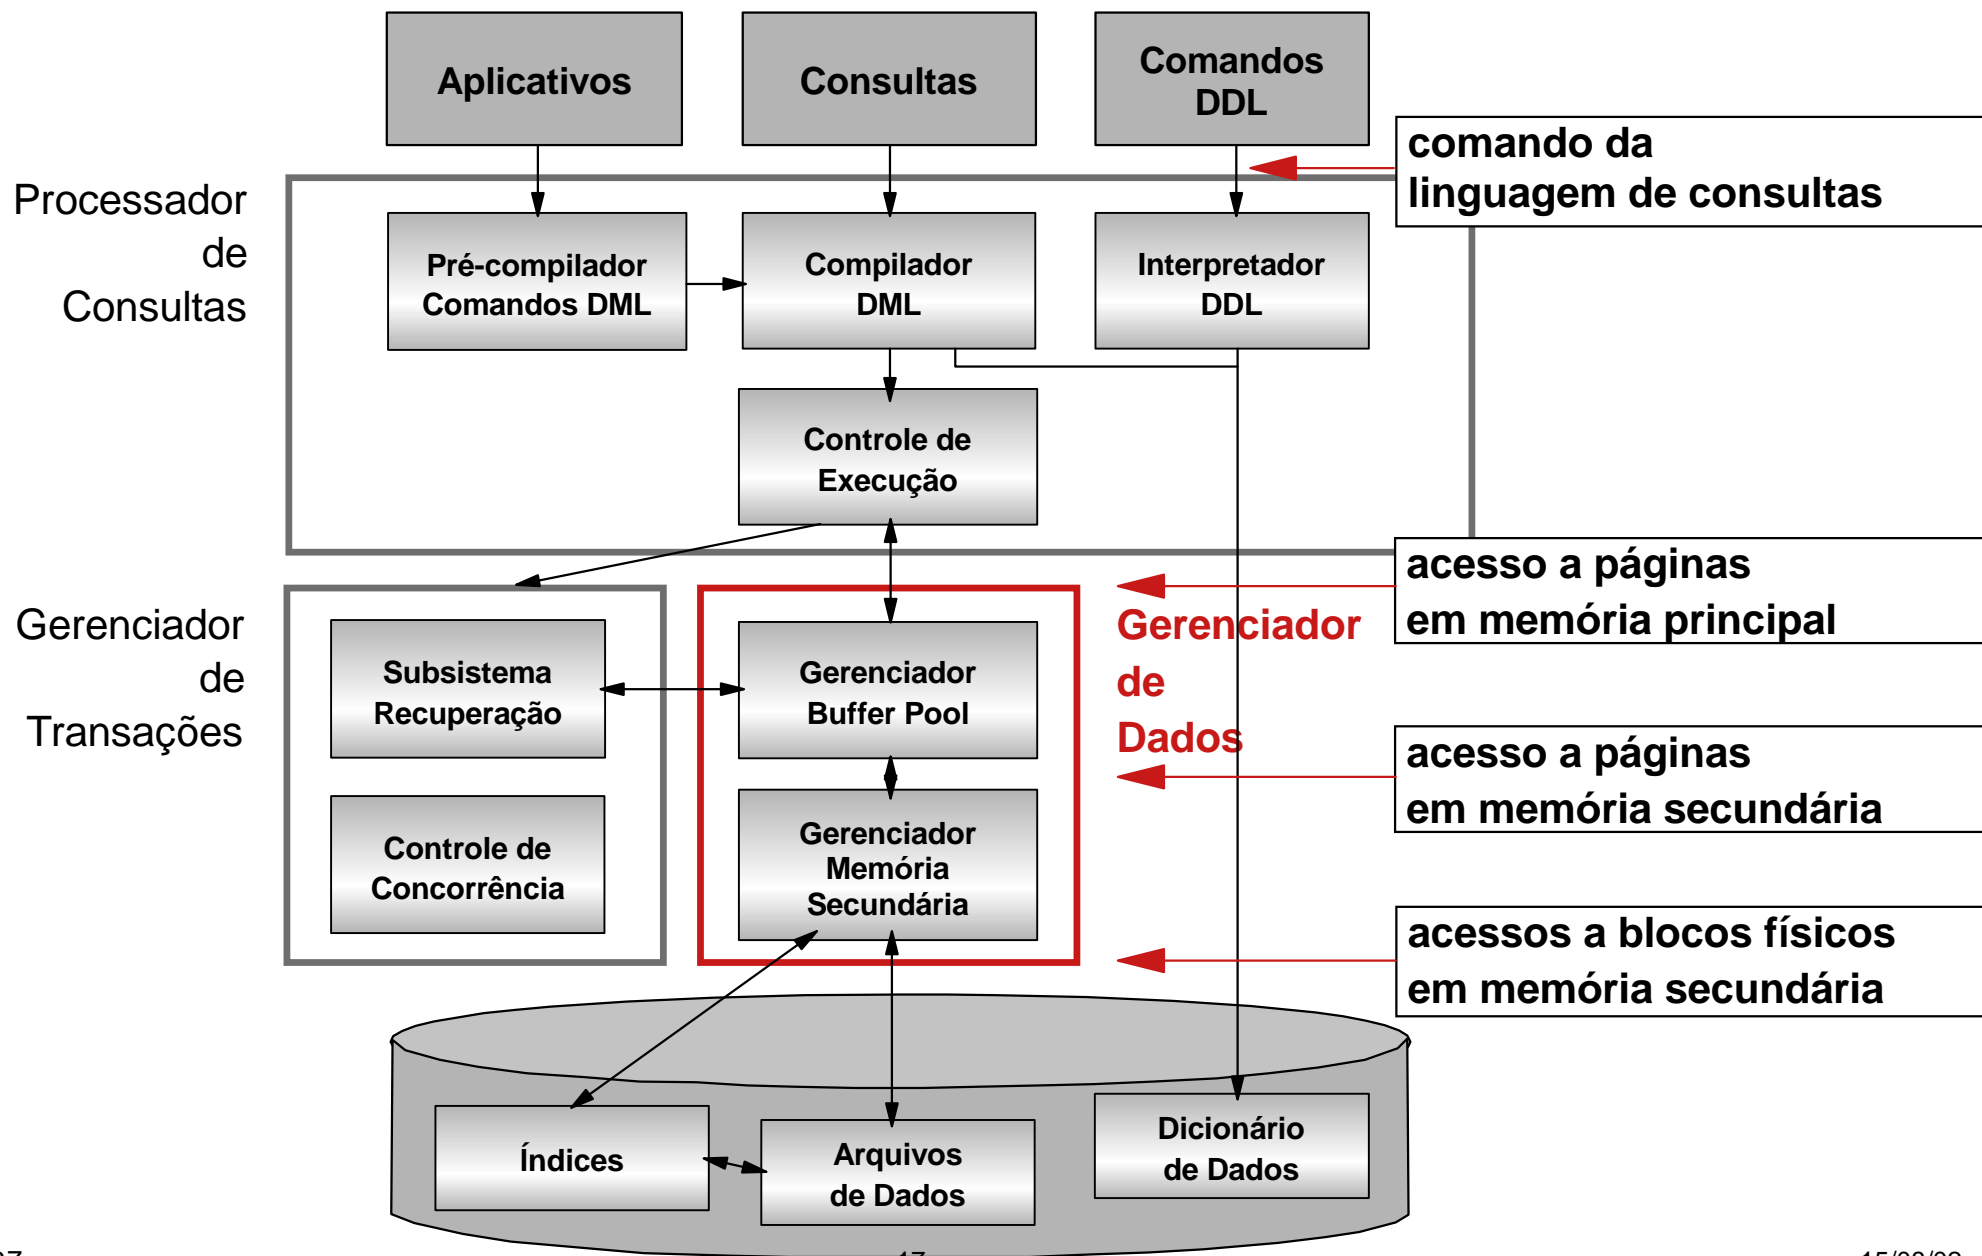 Aplicativos
Consultas
Comandos
DDL
comando da
linguagem de consultas
Processador
de
Consultas
Pré-compilador
Comandos DML
Compilador
DML
Interpretador
DDL
Controle de
Execução
acesso a páginas
em memória principal
Gerenciador
de
Transações
Subsistema
Recuperação
Gerenciador
Buffer Pool
Gerenciador
de
Dados
acesso a páginas
em memória secundária
Controle de
Concorrência
Gerenciador
Memória
Secundária
acessos a blocos físicos
em memória secundária
Índices
Arquivos
de Dados
Dicionário
de Dados